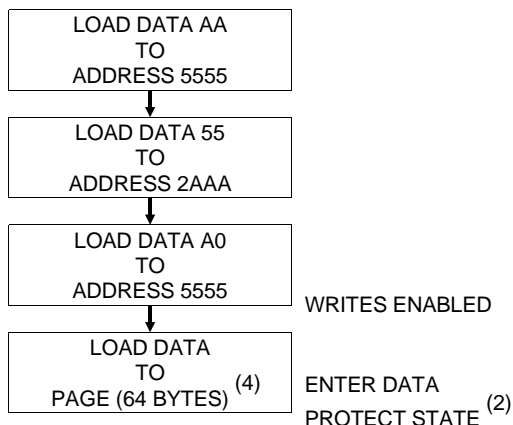 LOAD DATA AA
TO
ADDRESS 5555
LOAD DATA 55
TO
ADDRESS 2AAA
LOAD DATA A0
TO
ADDRESS 5555
WRITES ENABLED
LOAD DATA
TO
PAGE (64 BYTES) (4)
ENTER DATA
PROTECT STATE (2)